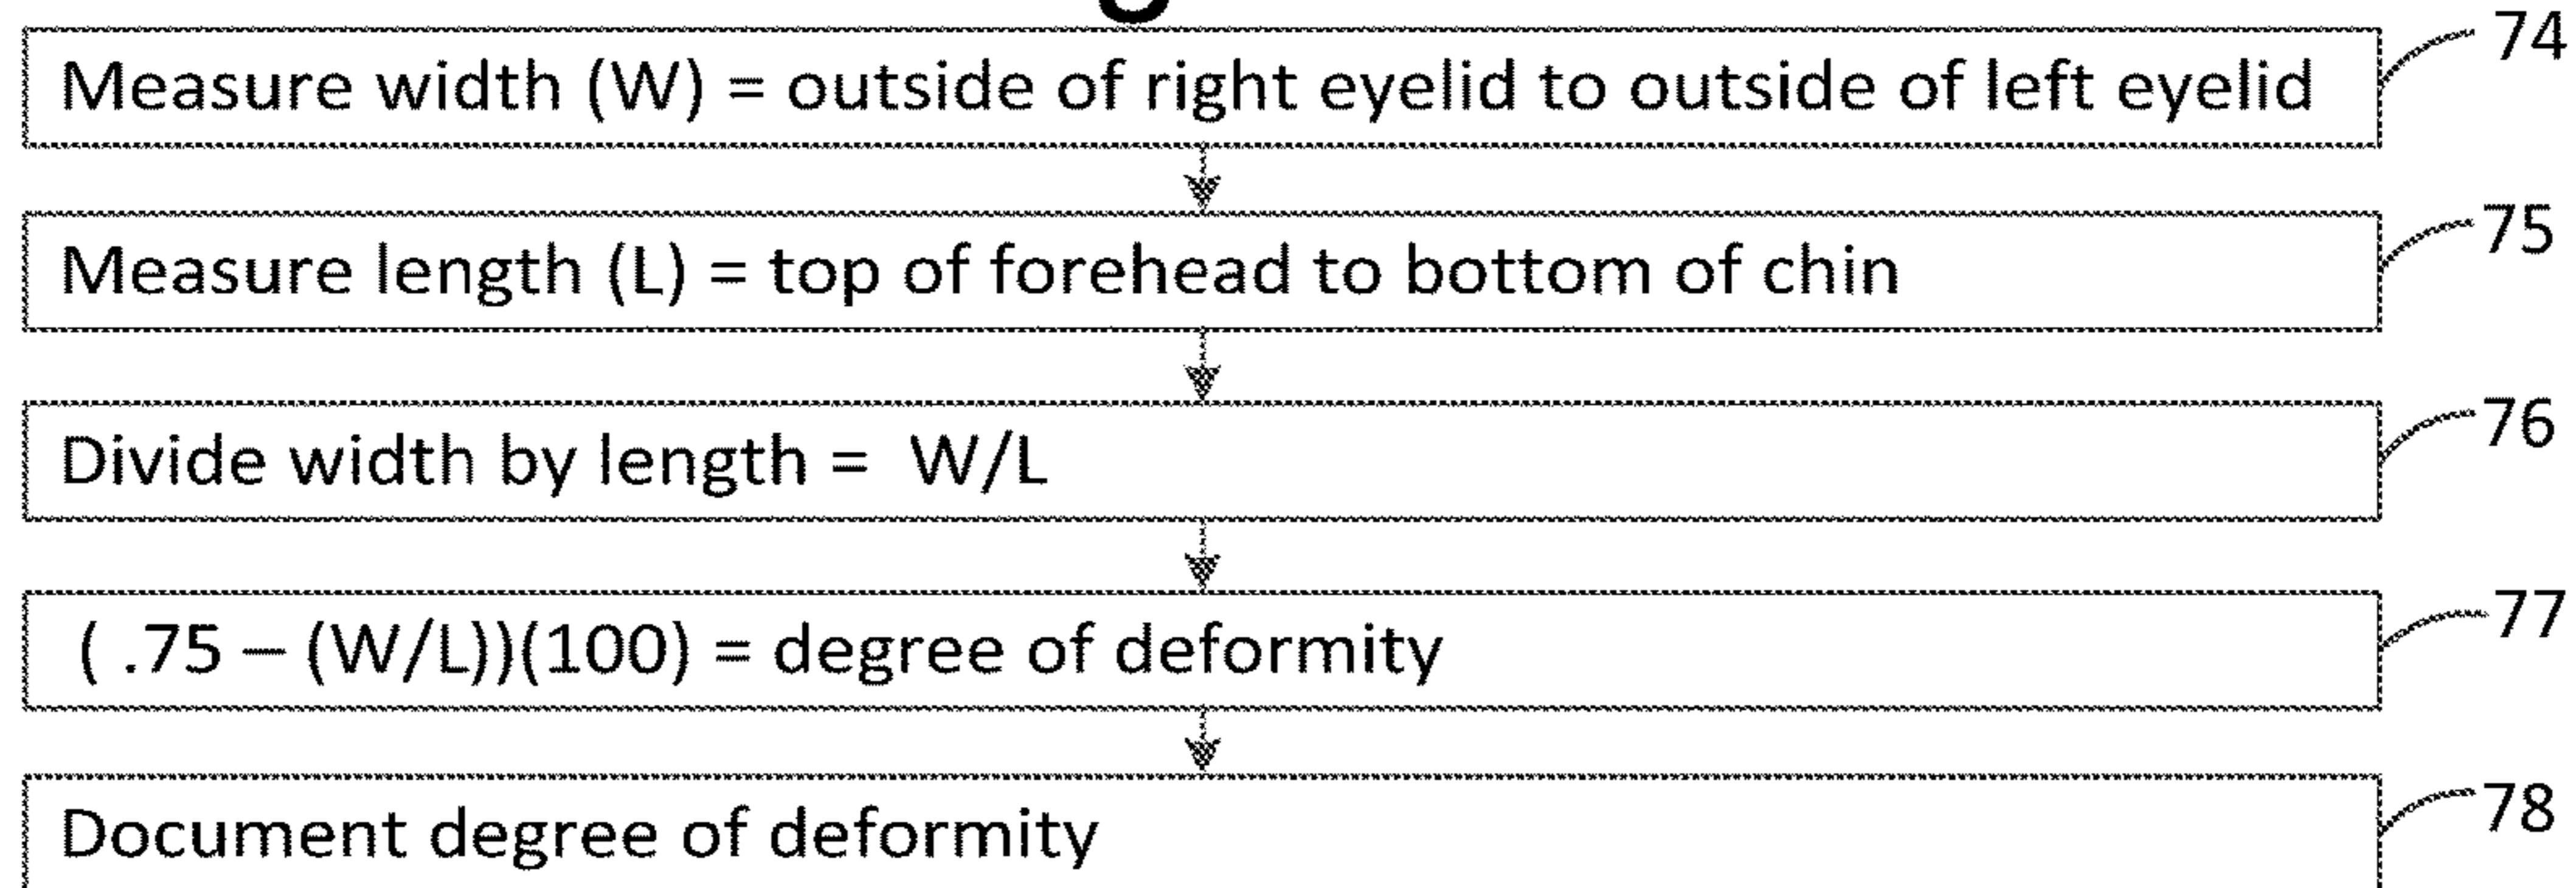 Measure width (W) = outside of right eyelid to outside of left eyelid 74
Measure length (L) = top of forehead to bottom of chin 75
Divide width by length = W/L 76
( .75 – (W/L))(100) = degree of deformity 77
Document degree of deformity 78